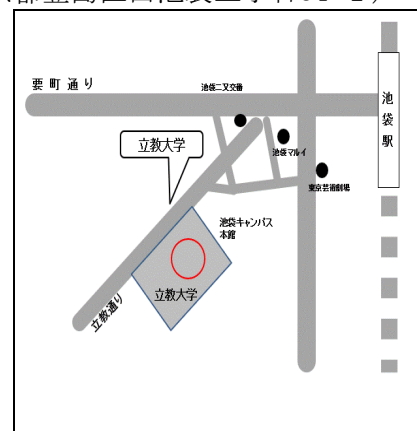 要町通り
池袋二又交番
池袋駅
立教大学
池袋マルイ
東京芸術劇場
池袋キャンパス
本館
立教大学
立教通り